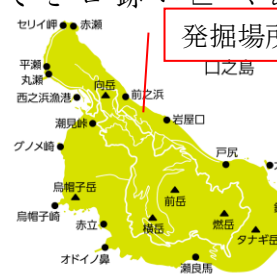 発掘場所
口之島
セリイ岬
赤瀬
平瀬
丸瀬
向岳
西之浜漁港
前之浜
潮見峠
岩屋口
グノメ崎
戸尻
烏帽子岳
前岳
烏帽子崎
赤立
横岳
燃岳
タナギ岳
オドイノ鼻
瀬良馬